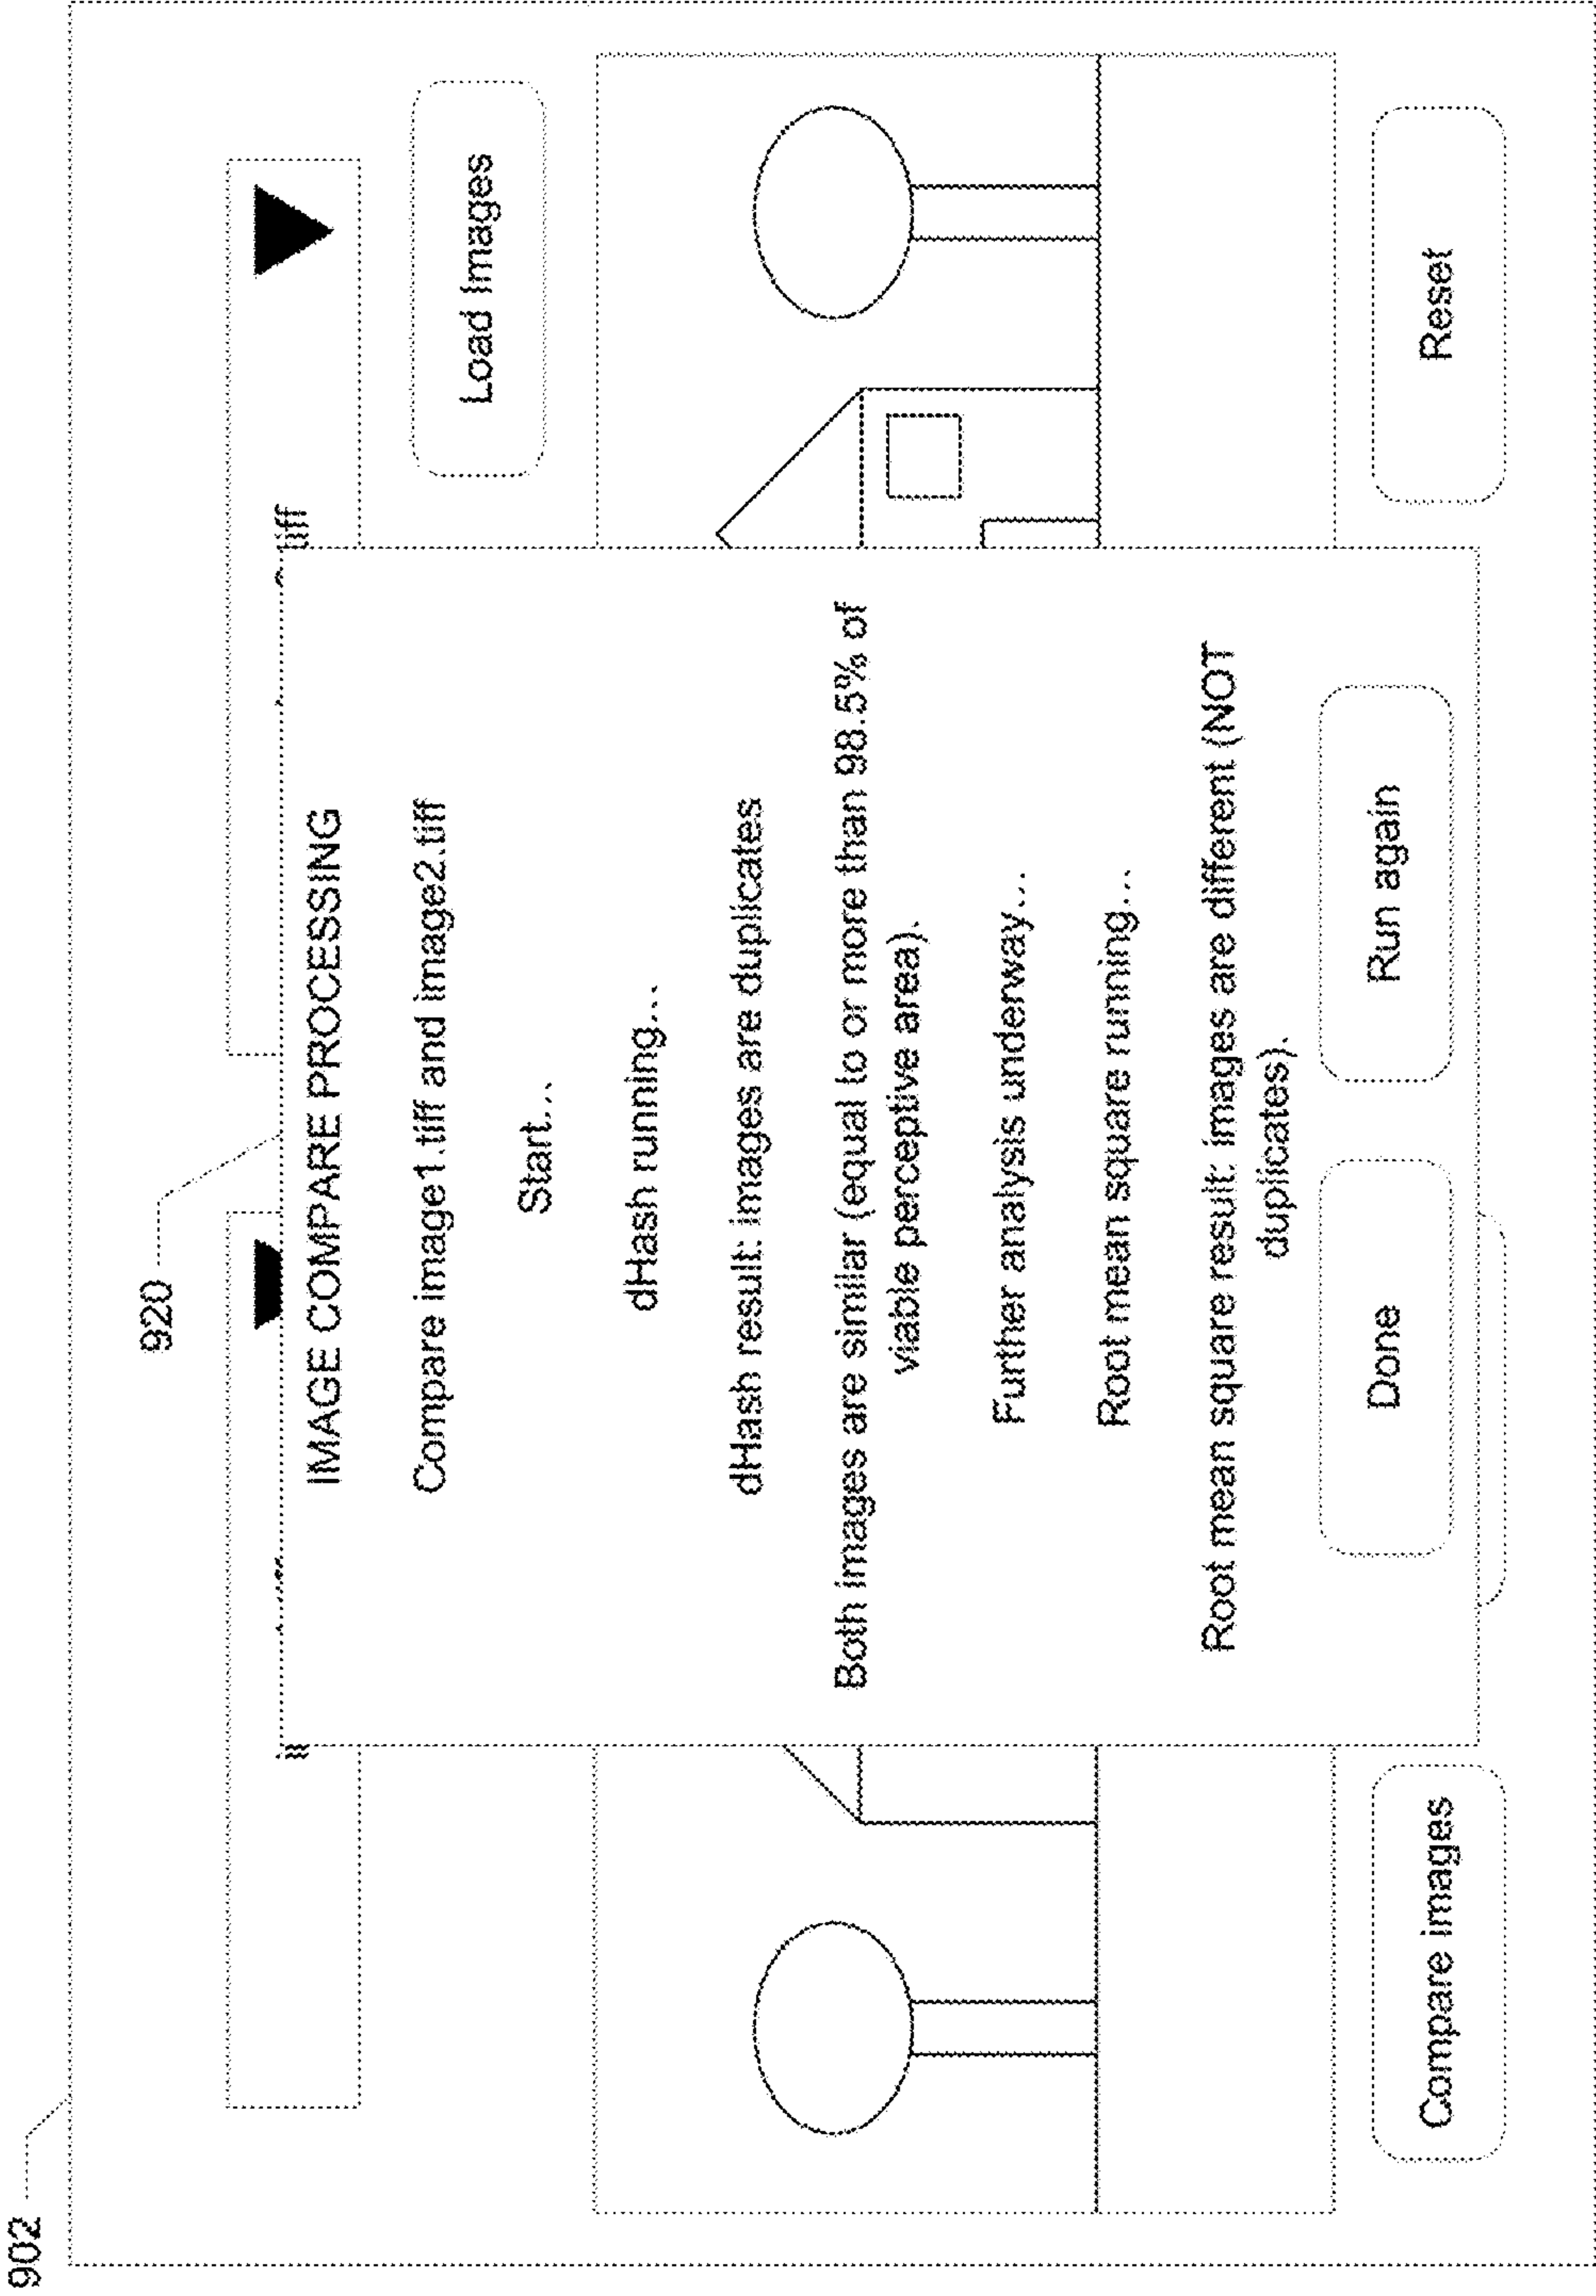 902
920
tiff
Load Images
IMAGE COMPARE PROCESSING
Compare image1.tiff and image2.tiff
Start...
dHash running...
dHash result: images are duplicates
Both images are similar (equal to or more than 98.5% of
viable perceptive area).
Further analysis underway...
Root mean square running...
Root mean square result: images are different (NOT
duplicates).
Done
Run again
Compare images
Reset